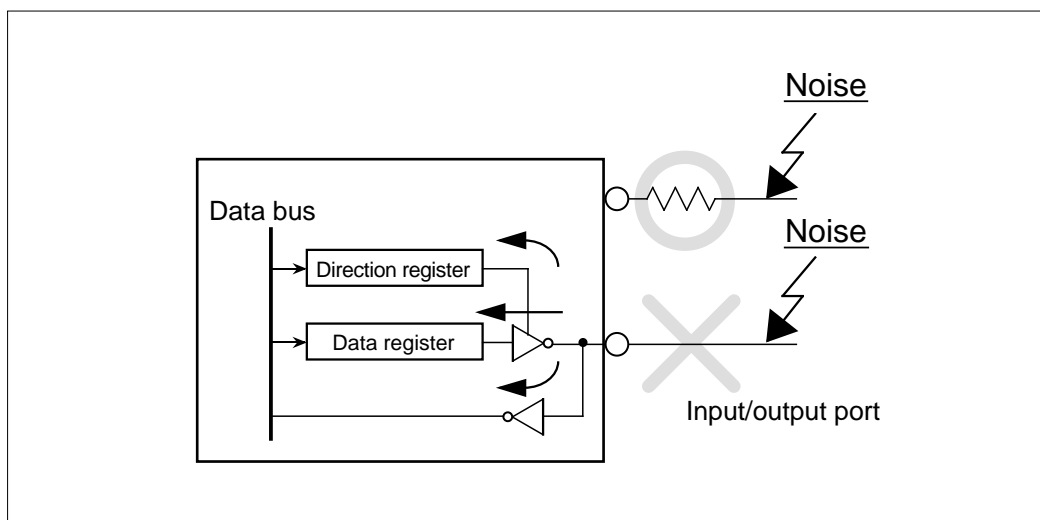 Noise
Noise
Data bus
Direction register
Data register
Input/output port